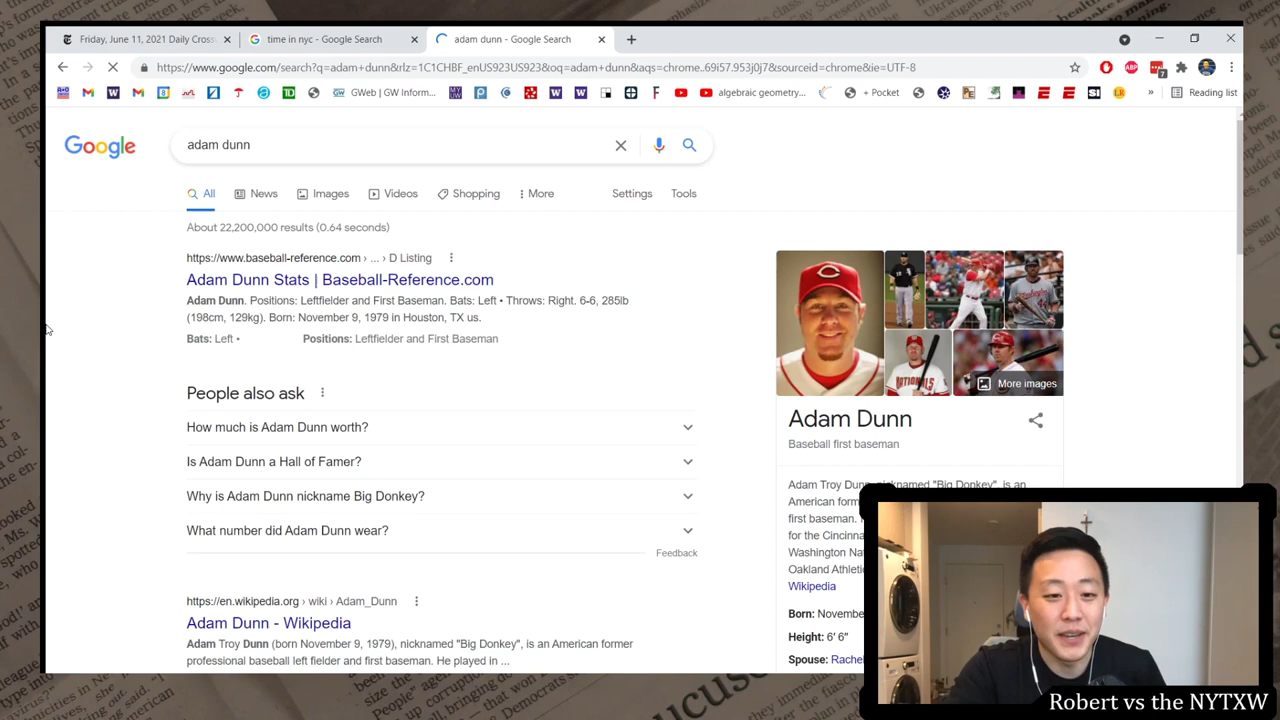 Friday, June 11, 2021 Daily Cross
time in nyc - Google Search
adam dunn - Google Search
https://www.google.com/search?q=adam+dunn&rlz=1C1CHBF_enUS923US923&oq=adam+dunn&aqs=chrome..69i57.953j0j7&sourceid=chrome&ie=UTF-8
GWeb | GW Inform...
algebraic geometry...
+ Pocket
Reading list
Google
adam dunn
All
News
Images
Videos
Shopping
More
Settings
Tools
About 22,200,000 results (0.64 seconds)
https://www.baseball-reference.com › ... › D Listing
Adam Dunn Stats | Baseball-Reference.com
Adam Dunn. Positions: Leftfielder and First Baseman. Bats: Left • Throws: Right. 6-6, 285lb
(198cm, 129kg). Born: November 9, 1979 in Houston, TX us.
Bats: Left •
Positions: Leftfielder and First Baseman
People also ask
How much is Adam Dunn worth?
Is Adam Dunn a Hall of Famer?
Why is Adam Dunn nickname Big Donkey?
What number did Adam Dunn wear?
Feedback
https://en.wikipedia.org › wiki › Adam_Dunn
Adam Dunn - Wikipedia
Adam Troy Dunn (born November 9, 1979), nicknamed "Big Donkey", is an American former
professional baseball left fielder and first baseman. He played in ...
More images
Adam Dunn
Baseball first baseman
Adam Troy Dunn, nicknamed "Big Donkey", is an
American form
first baseman.
for the Cincinna
Washington Nat
Oakland Athletic
Wikipedia
Born: Novembe
Height: 6′ 6″
Spouse: Rachel
Robert vs the NYTXW